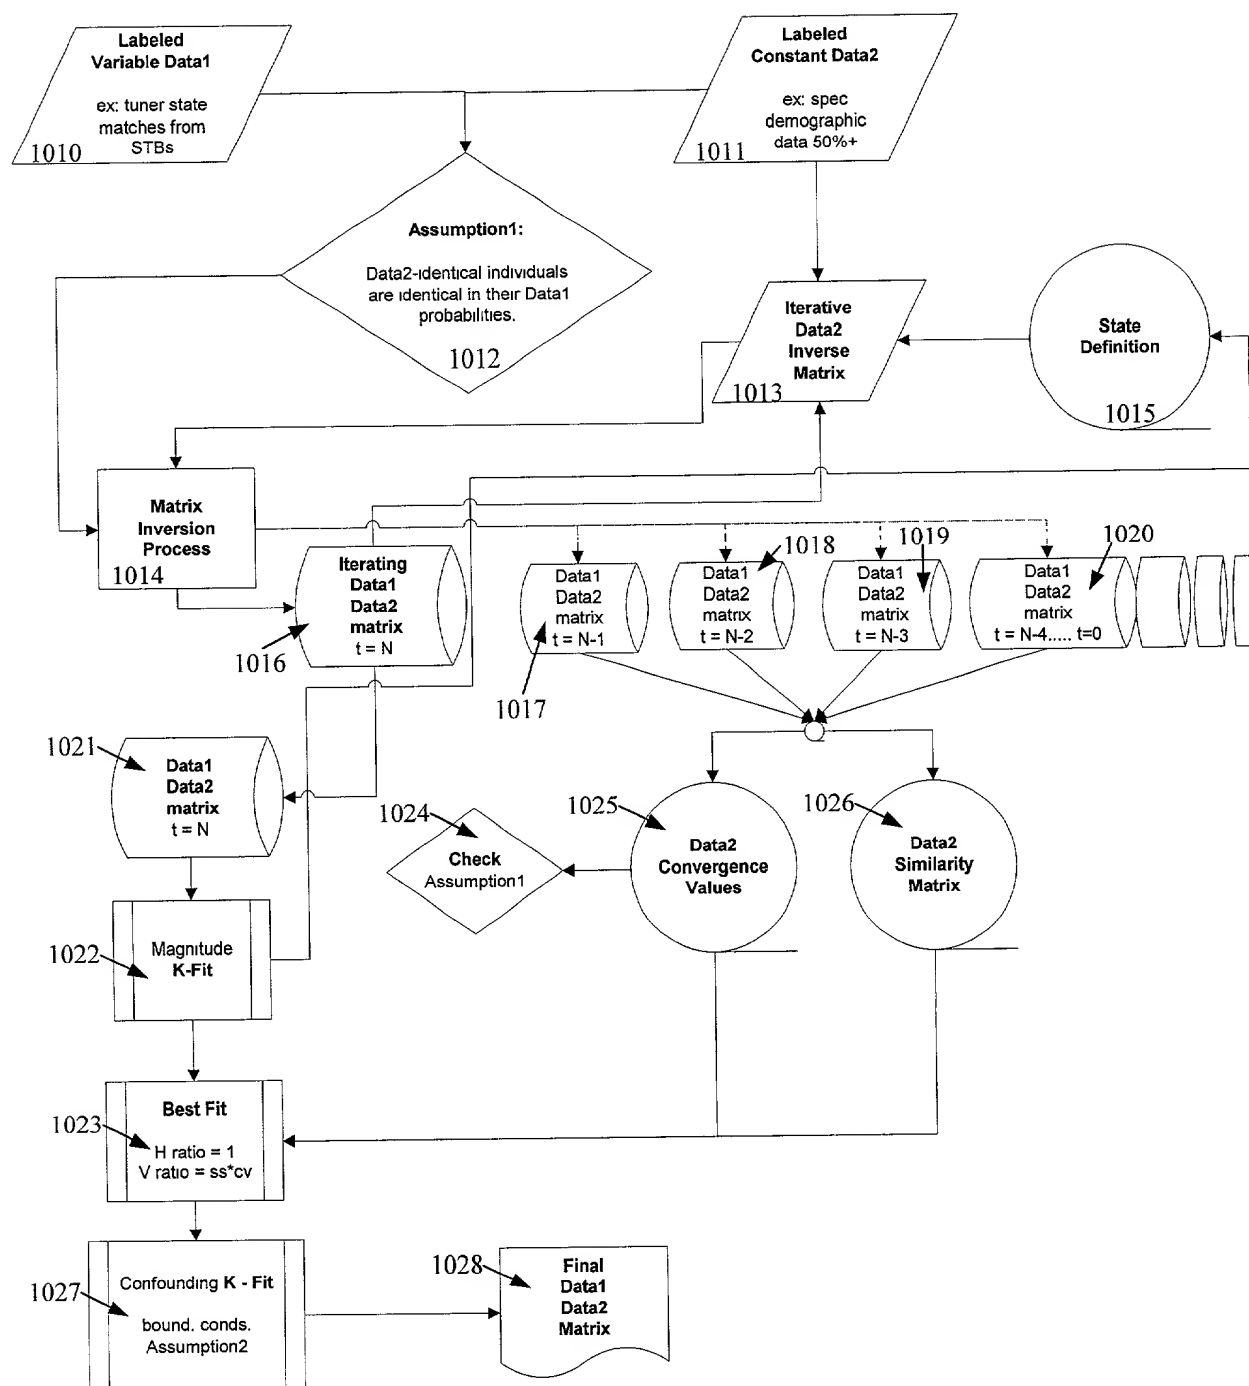 Labeled
Variable Data1
ex: tuner state
matches from
STBs
1010
Labeled
Constant Data2
ex: spec
demographic
data 50%+
1011
Assumption1:
Data2-identical individuals
are identical in their Data1
probabilities.
1012
Iterative
Data2
Inverse
Matrix
1013
State
Definition
1015
Matrix
Inversion
Process
1014
Iterating
Data1
Data2
matrix
t = N
1016
Data1
Data2
matrix
t = N-1
1017
Data1
Data2
matrix
t = N-2
1018
Data1
Data2
matrix
t = N-3
1019
Data1
Data2
matrix
t = N-4..... t=0
1020
1021
Data1
Data2
matrix
t = N
1024
Check
Assumption1
1025
Data2
Convergence
Values
1026
Data2
Similarity
Matrix
1022
Magnitude
K-Fit
1023
Best Fit
H ratio = 1
V ratio = ss*cv
1027
Confounding K - Fit
bound. conds.
Assumption2
1028
Final
Data1
Data2
Matrix